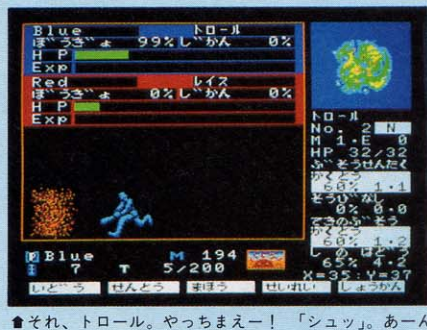 Blue トロール
ぼうぎょ 99% じかん 0%
HP
Exp
Red レイス
ぼうぎょ 0% じかん 0%
HP
Exp
トロール
No. 2 N
M 1・E 0
HP 32/32
ぶそうせんたく
かくとう
60% 1・1
そうびなし
0% 0・0
てきのぶそう
かくとう
60% 1・2
しのはどう
65% 4・2
X=35:Y=37
P Blue M 194
7 T 5/200
いどう せんとう まほう せいれい しょうかん
⬆それ、トロール。やっちまえー！ 「シュッ」。あーん